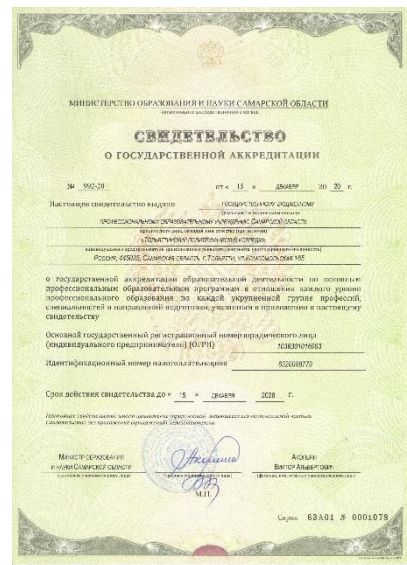 МИНИСТЕРСТВО ОБРАЗОВАНИЯ И НАУКИ САМАРСКОЙ ОБЛАСТИ
СВИДЕТЕЛЬСТВО
О ГОСУДАРСТВЕННОЙ АККРЕДИТАЦИИ
№ 992-20 от « 15 » ДЕКАБРЯ 20 20 г.
Настоящее свидетельство выдано ГОСУДАРСТВЕННОМУ БЮДЖЕТНОМУ
ПРОФЕССИОНАЛЬНОМУ ОБРАЗОВАТЕЛЬНОМУ УЧРЕЖДЕНИЮ САМАРСКОЙ ОБЛАСТИ
«ТОЛЬЯТТИНСКИЙ ПОЛИТЕХНИЧЕСКИЙ КОЛЛЕДЖ»
РОССИЯ, 445035, САМАРСКАЯ ОБЛАСТЬ, Г.ТОЛЬЯТТИ, УЛ.КОМСОМОЛЬСКАЯ 165
о государственной аккредитации образовательной деятельности по основным
профессиональным образовательным программам в отношении каждого уровня
профессионального образования по каждой укрупненной группе профессий,
специальностей и направлений подготовки, указанным в приложении к настоящему
свидетельству
Основной государственный регистрационный номер юридического лица
(индивидуального предпринимателя) (ОГРН)
Идентификационный номер налогоплательщика
Срок действия свидетельства до « 15 » ДЕКАБРЯ 2026 г.
МИНИСТР ОБРАЗОВАНИЯ
И НАУКИ САМАРСКОЙ ОБЛАСТИ
АКОПЬЯН
ВИКТОР АЛЬБЕРТОВИЧ
М.П.
Серия 63А01 № 0001078